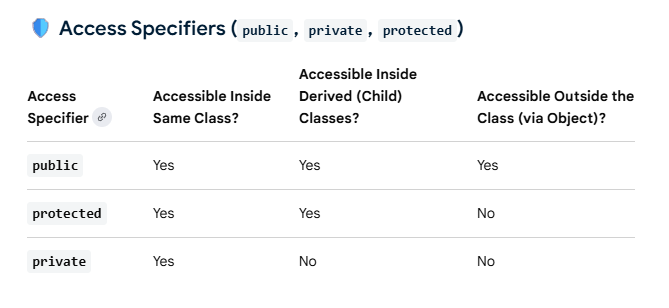 Access Specifiers ( public, private, protected )
Access Specifier
Accessible Inside Same Class?
Accessible Inside Derived (Child) Classes?
Accessible Outside the Class (via Object)?
public Yes Yes Yes
protected Yes Yes No
private Yes No No